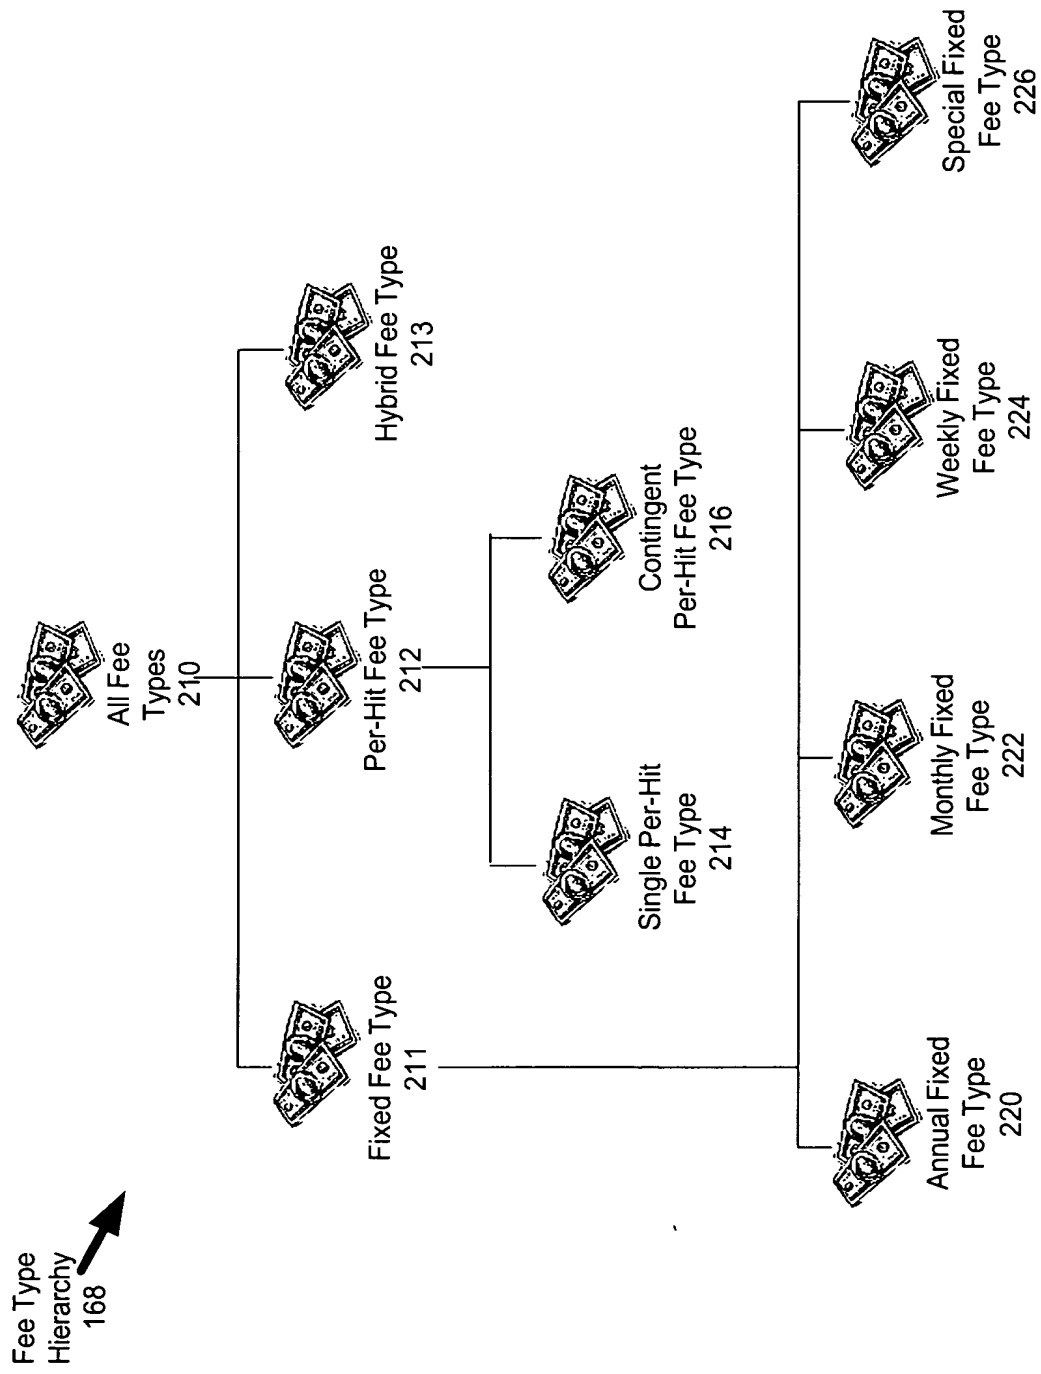 Fee Type
Hierarchy
168
All Fee
Types
210
Fixed Fee Type
211
Per-Hit Fee Type
212
Hybrid Fee Type
213
Single Per-Hit
Fee Type
214
Contingent
Per-Hit Fee Type
216
Annual Fixed
Fee Type
220
Monthly Fixed
Fee Type
222
Weekly Fixed
Fee Type
224
Special Fixed
Fee Type
226